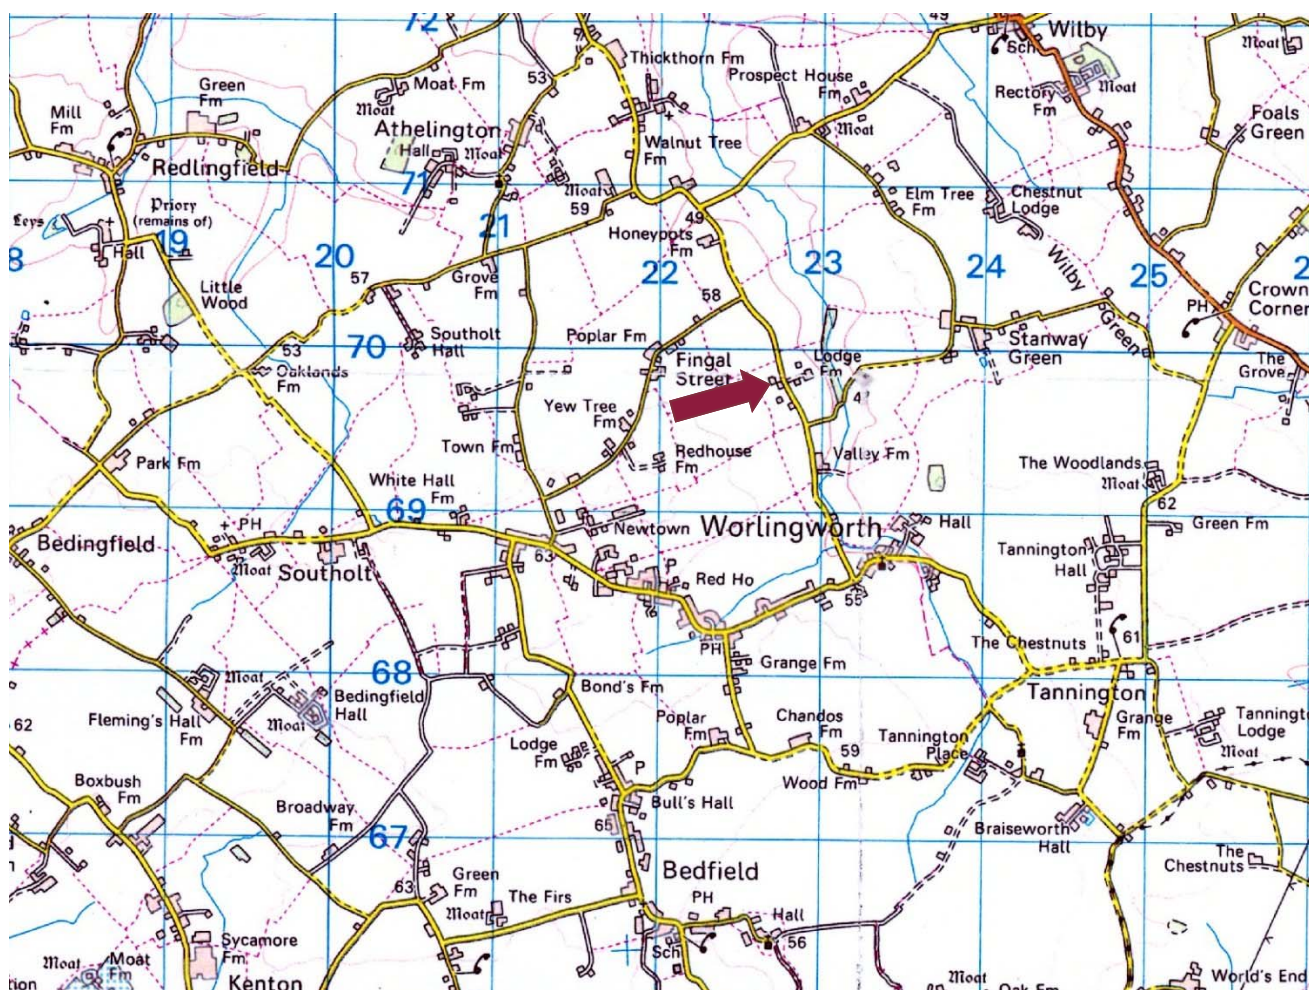 72
49
Wilby
Sch
Moat
Thickthorn Fm
Prospect House
Fm
Moat
Rectory
Fm
Moat
53
Moat Fm
Moat
Green
Fm
Mill
Fm
Athelington
Hall
Moat
Walnut Tree
Fm
Foals
Green
Redlingfield
71
Moat
59
Elm Tree
Fm
Chestnut
Lodge
Leys
Priory
(remains of)
Hall
49
Honeypots
Fm
8
19
20
21
22
23
24
25
2
Wilby
Green
Little
Wood
57
Grove
Fm
58
PH
Crown
Corner
Southolt
Hall
Poplar Fm
70
53
Oaklands
Fm
Fingal
Street
Lodge
Fm
Stanway
Green
The
Grove
4
Yew Tree
Fm
Town Fm
Redhouse
Fm
Valley Fm
Park Fm
The Woodlands
Moat
62
White Hall
Fm
69
PH
Newtown
Worlingworth
Hall
Green Fm
Bedingfield
Moat
Southolt
63
P
Red Ho
Tannington
Hall
55
PH
The Chestnuts
61
Grange Fm
68
Moat
Bond's Fm
Tannington
Bedingfield
Hall
Moat
Fleming's Hall
Fm
62
Poplar
Fm
Chandos
Fm
59
Tannington
Place
Grange
Fm
Tanningt
Lodge
Moat
Lodge
Fm
P
Wood Fm
Boxbush
Fm
Bull's Hall
Broadway
Fm
67
65
Braiseworth
Hall
The
Chestnuts
Bedfield
63
Green
Fm
Moat
The Firs
PH
Hall
56
Sch
Sycamore
Fm
Moat
Moat
Fm
Kenton
Moat
Oak Fm
World's End